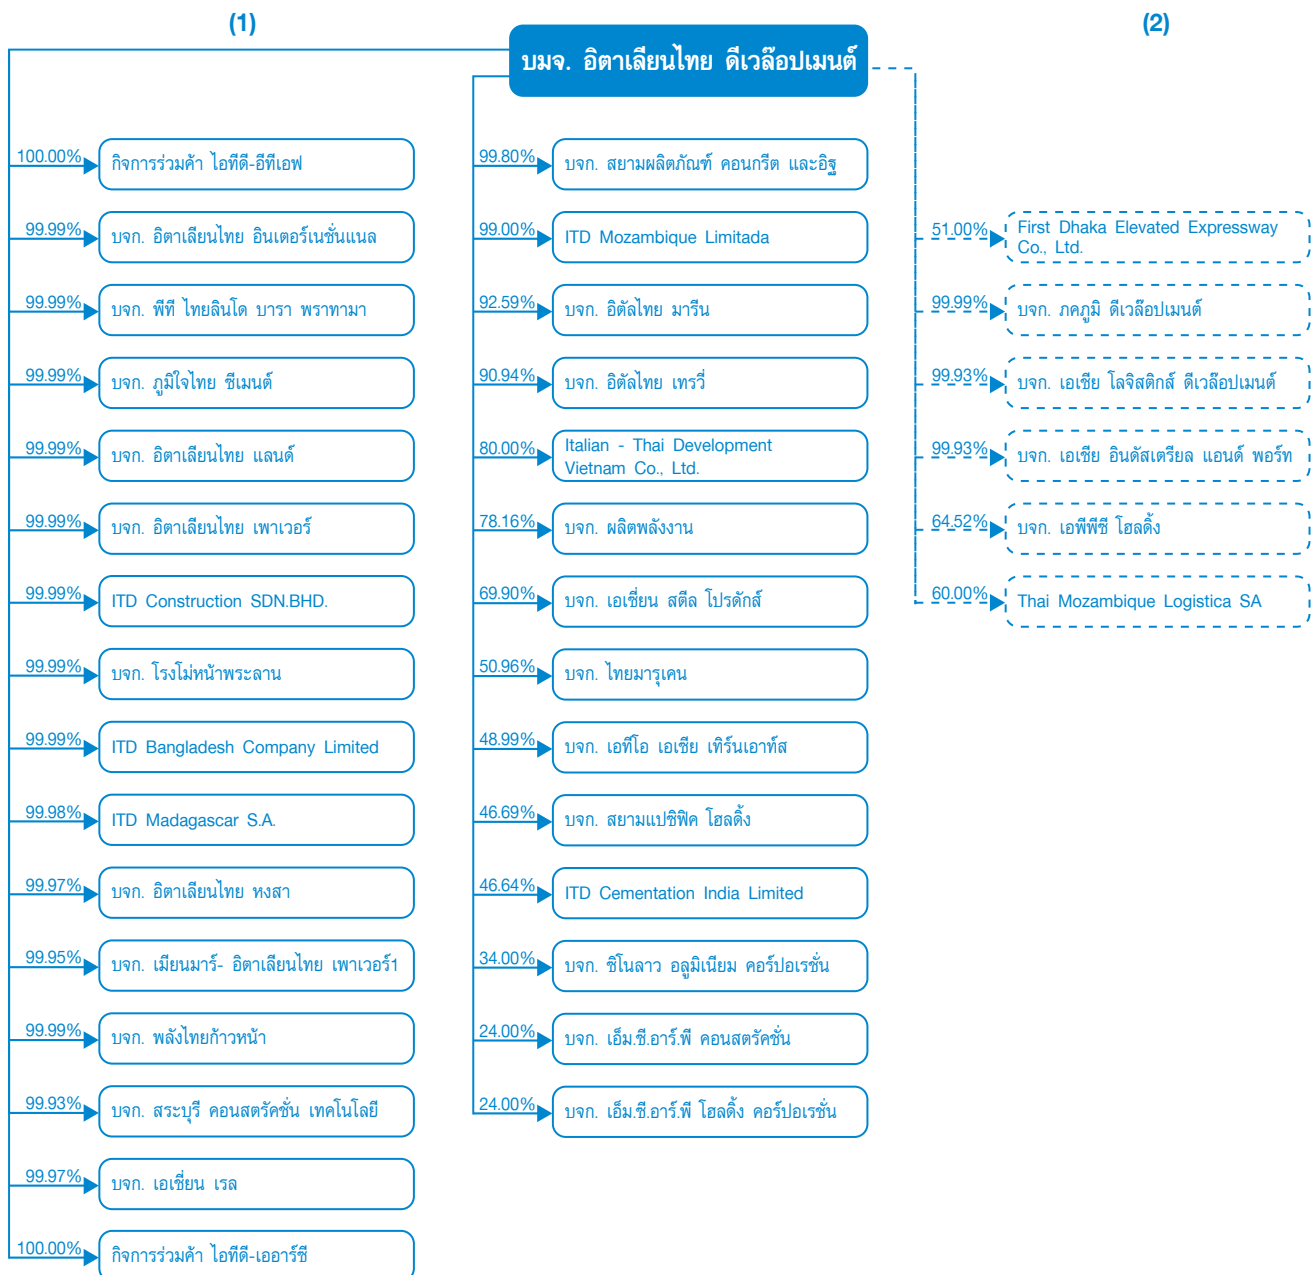 (1)
(2)
บมจ. อิตาเลียนไทย ดีเวล๊อปเมนต์
100.00%
กิจการร่วมค้า ไอทีดี-อีทีเอฟ
99.99%
บจก. อิตาเลียนไทย อินเตอร์เนชั่นแนล
99.99%
บจก. พีที ไทยลินโด บารา พราทามา
99.99%
บจก. ภูมิใจไทย ซีเมนต์
99.99%
บจก. อิตาเลียนไทย แลนด์
99.99%
บจก. อิตาเลียนไทย เพาเวอร์
99.99%
ITD Construction SDN.BHD.
99.99%
บจก. โรงโม่หน้าพระลาน
99.99%
ITD Bangladesh Company Limited
99.98%
ITD Madagascar S.A.
99.97%
บจก. อิตาเลียนไทย หงสา
99.95%
บจก. เมียนมาร์- อิตาเลียนไทย เพาเวอร์1
99.99%
บจก. พลังไทยก้าวหน้า
99.93%
บจก. สระบุรี คอนสตรัคชั่น เทคโนโลยี
99.97%
บจก. เอเชี่ยน เรล
100.00%
กิจการร่วมค้า ไอทีดี-เออาร์ซี
99.80%
บจก. สยามผลิตภัณฑ์ คอนกรีต และอิฐ
99.00%
ITD Mozambique Limitada
92.59%
บจก. อิตัลไทย มารีน
90.94%
บจก. อิตัลไทย เทรวี่
80.00%
Italian - Thai Development
Vietnam Co., Ltd.
78.16%
บจก. ผลิตพลังงาน
69.90%
บจก. เอเชี่ยน สตีล โปรดักส์
50.96%
บจก. ไทยมารุเคน
48.99%
บจก. เอทีโอ เอเชีย เทิร์นเอาท์ส
46.69%
บจก. สยามแปซิฟิค โฮลดิ้ง
46.64%
ITD Cementation India Limited
34.00%
บจก. ซิโนลาว อลูมิเนียม คอร์ปอเรชั่น
24.00%
บจก. เอ็ม.ซี.อาร์.พี คอนสตรัคชั่น
24.00%
บจก. เอ็ม.ซี.อาร์.พี โฮลดิ้ง คอร์ปอเรชั่น
51.00%
First Dhaka Elevated Expressway
Co., Ltd.
99.99%
บจก. ภคภูมิ ดีเวล๊อปเมนต์
99.93%
บจก. เอเชีย โลจิสติกส์ ดีเวล๊อปเมนต์
99.93%
บจก. เอเชีย อินดัสเตรียล แอนด์ พอร์ท
64.52%
บจก. เอพีพีซี โฮลดิ้ง
60.00%
Thai Mozambique Logistica SA